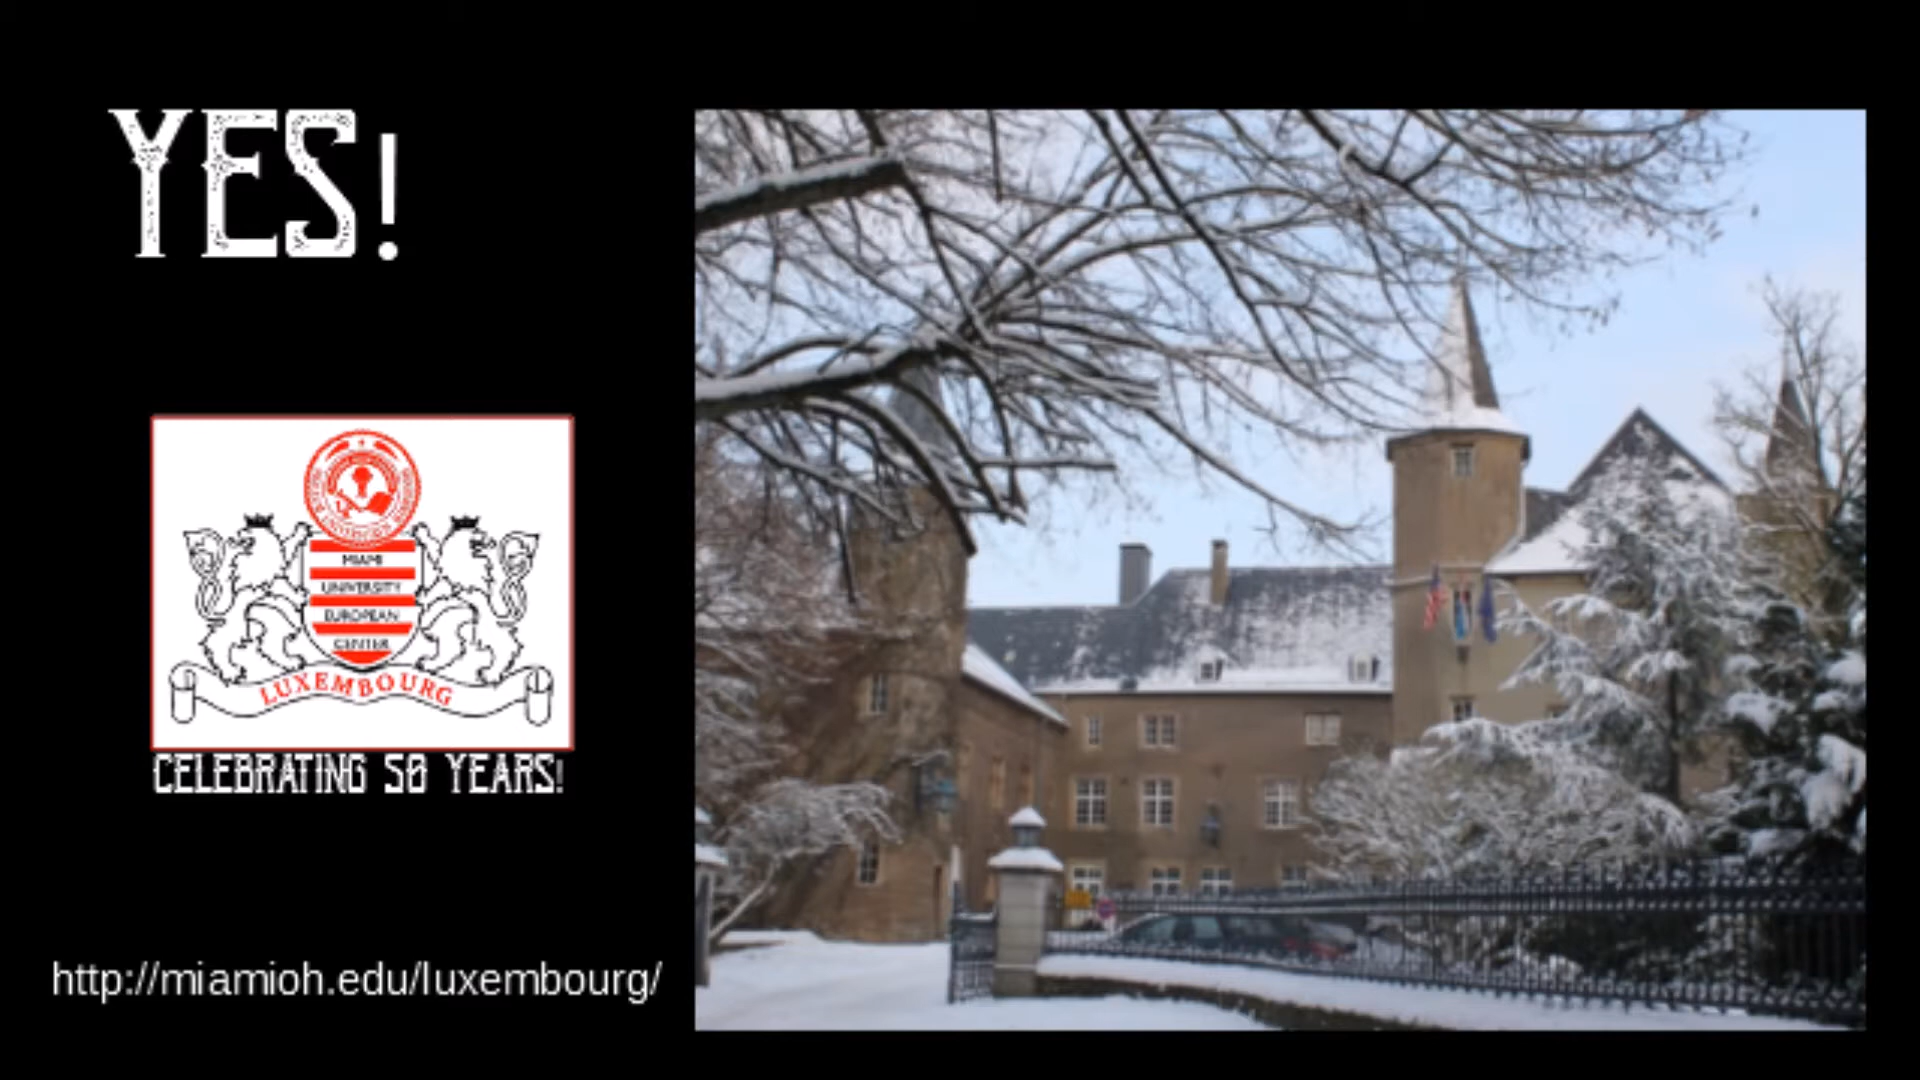 YES!
MIAMI
UNIVERSITY
EUROPEAN
CENTER
LUXEMBOURG
CELEBRATING 50 YEARS!
http://miamioh.edu/luxembourg/